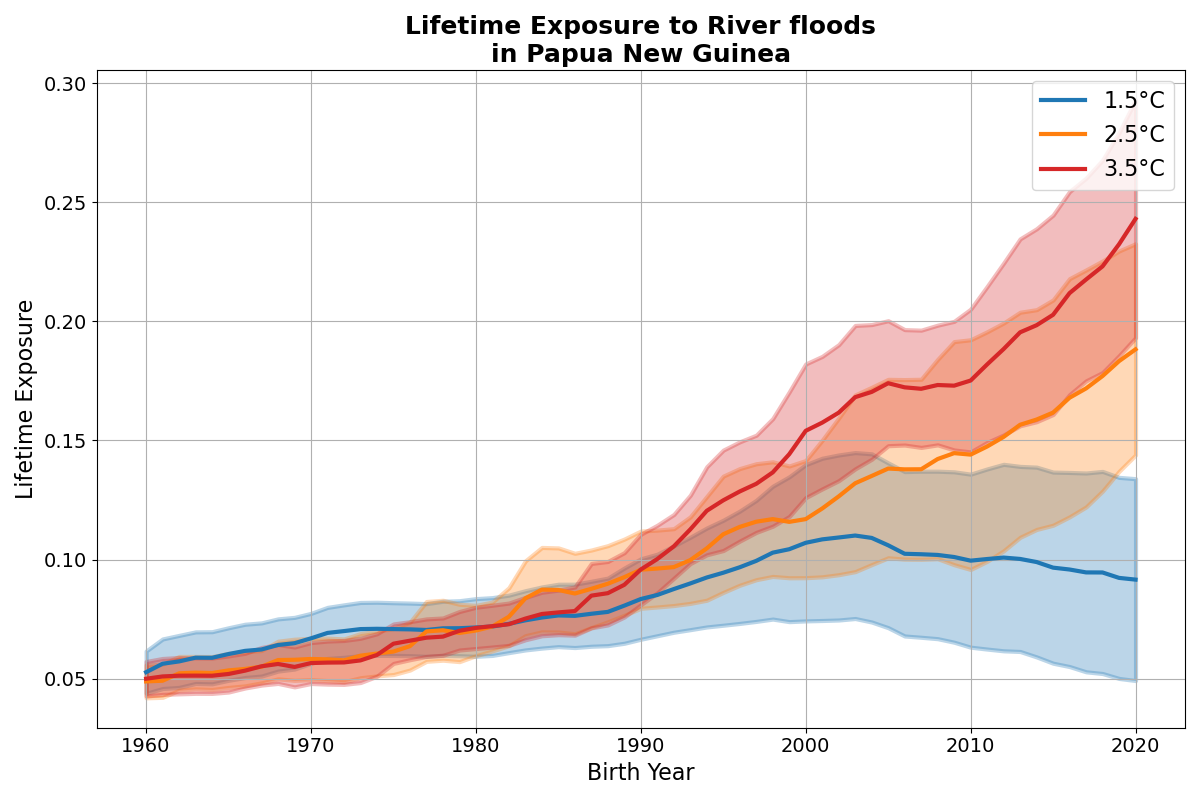 Lifetime Exposure to River floods
in Papua New Guinea
0.30
0.25
0.20
0.15
0.10
0.05
Lifetime Exposure
1.5°C
2.5°C
3.5°C
1960 1970 1980 1990 2000 2010 2020
Birth Year